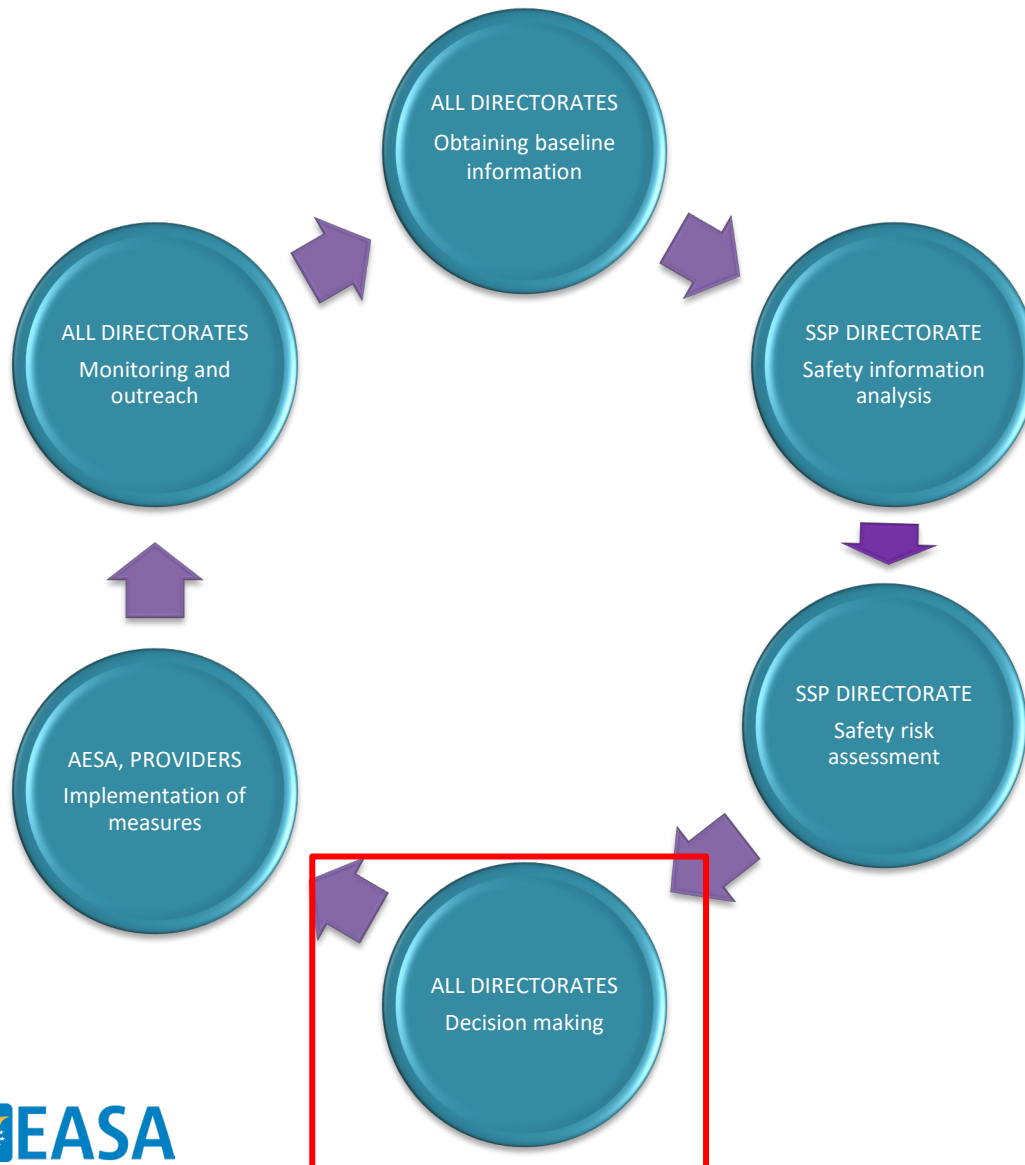 ALL DIRECTORATES
Obtaining baseline
information
SSP DIRECTORATE
Safety information
analysis
SSP DIRECTORATE
Safety risk
assessment
ALL DIRECTORATES
Decision making
AESA, PROVIDERS
Implementation of
measures
ALL DIRECTORATES
Monitoring and
outreach
EASA